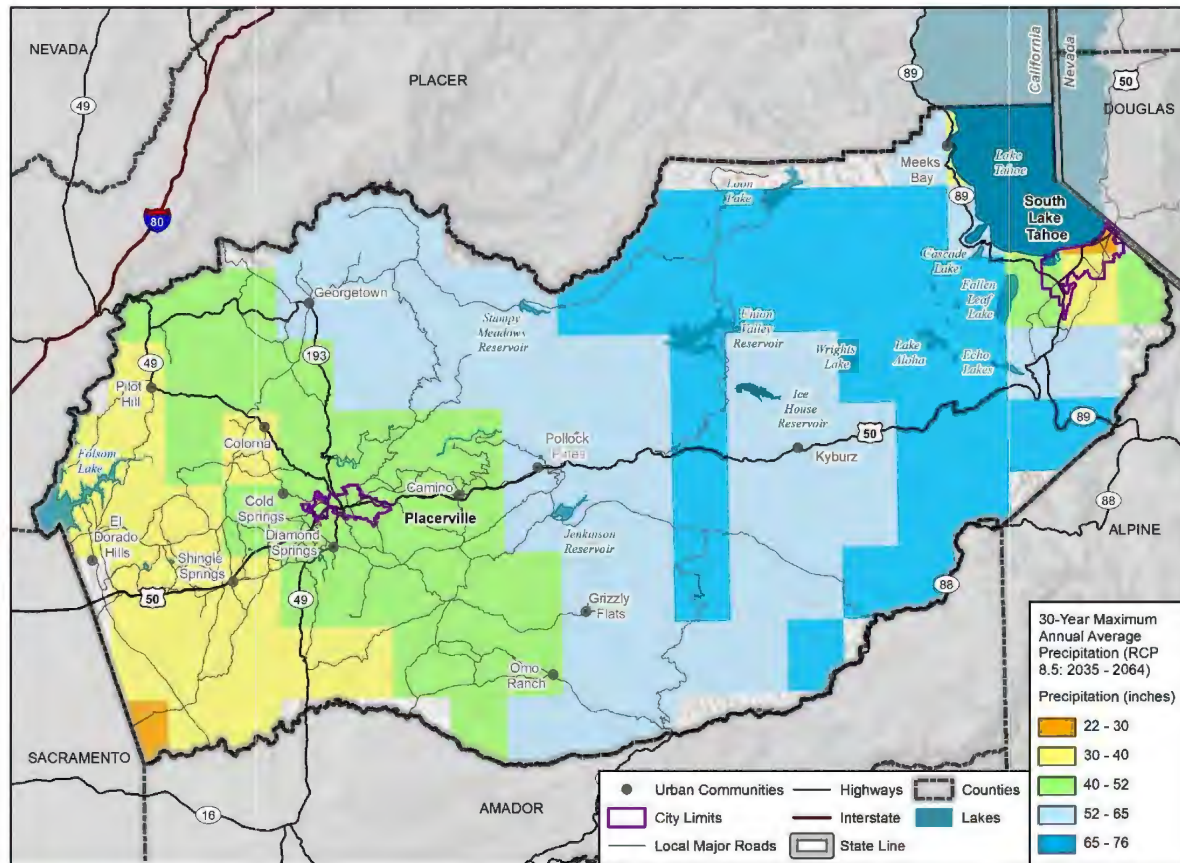 NEVADA
PLACER
89
California
Nevada
50
DOUGLAS
49
80
Meeks
Bay
Lake
Tahoe
89
Loon
Lake
South
Lake
Tahoe
Cascade
Lake
Fallen
Leaf
Lake
Georgetown
Stumpy
Meadows
Reservoir
Union
Valley
Reservoir
193
49
Wrights
Lake
Lake
Aloha
Echo
Lakes
Pilot
Hill
Ice
House
Reservoir
89
Coloma
50
Kyburz
Folsom
Lake
Pollock
Pines
Camino
88
Cold
Springs
Placerville
El
Dorado
Hills
Diamond
Springs
Jenkinson
Reservoir
ALPINE
Shingle
Springs
50
49
88
Grizzly
Flats
Omo
Ranch
SACRAMENTO
AMADOR
16
30-Year Maximum
Annual Average
Precipitation (RCP
8.5: 2035 - 2064)
Precipitation (inches)
22 - 30
30 - 40
40 - 52
52 - 65
65 - 76
Urban Communities
Highways
Counties
City Limits
Interstate
Lakes
Local Major Roads
State Line